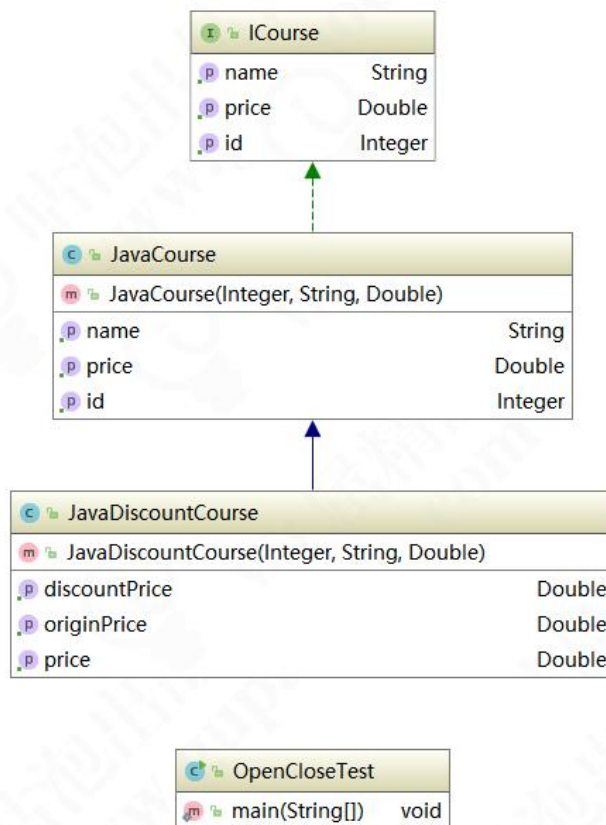 ICourse
name String
price Double
id Integer
JavaCourse
JavaCourse(Integer, String, Double)
name String
price Double
id Integer
JavaDiscountCourse
JavaDiscountCourse(Integer, String, Double)
discountPrice Double
originPrice Double
price Double
OpenCloseTest
main(String[]) void